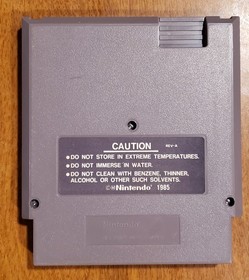 CAUTION
REV-A
• DO NOT STORE IN EXTREME TEMPERATURES.
• DO NOT IMMERSE IN WATER.
• DO NOT CLEAN WITH BENZENE, THINNER,
ALCOHOL OR OTHER SUCH SOLVENTS.
©™Nintendo® 1985